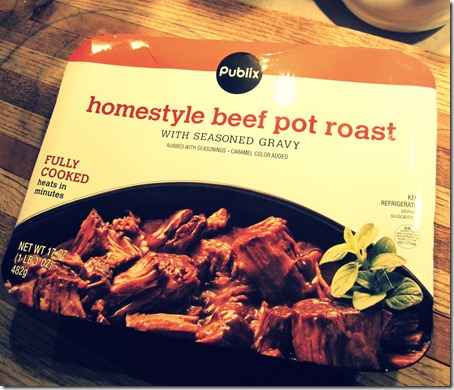 Publix
homestyle beef pot roast
WITH SEASONED GRAVY
RUBBED WITH SEASONINGS • CARAMEL COLOR ADDED
FULLY
COOKED
heats in
minutes
REFRIGERAT
NET WT 17 OZ
(1 LB 1 OZ)
482g